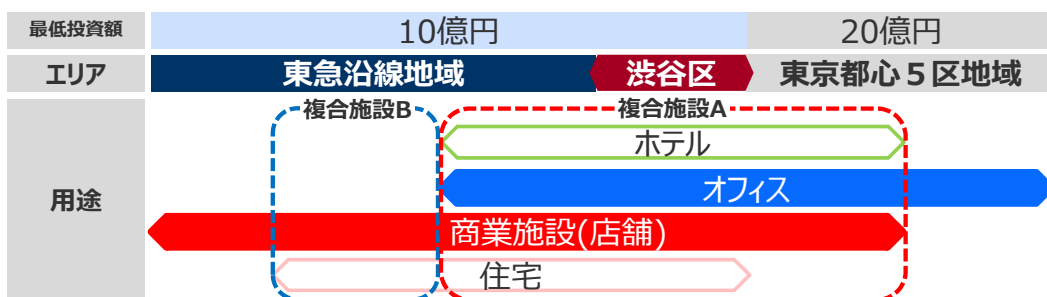 最低投資額
10億円
20億円
エリア
東急沿線地域
渋谷区
東京都心５区地域
用途
複合施設B
複合施設A
ホテル
オフィス
商業施設(店舗)
住宅